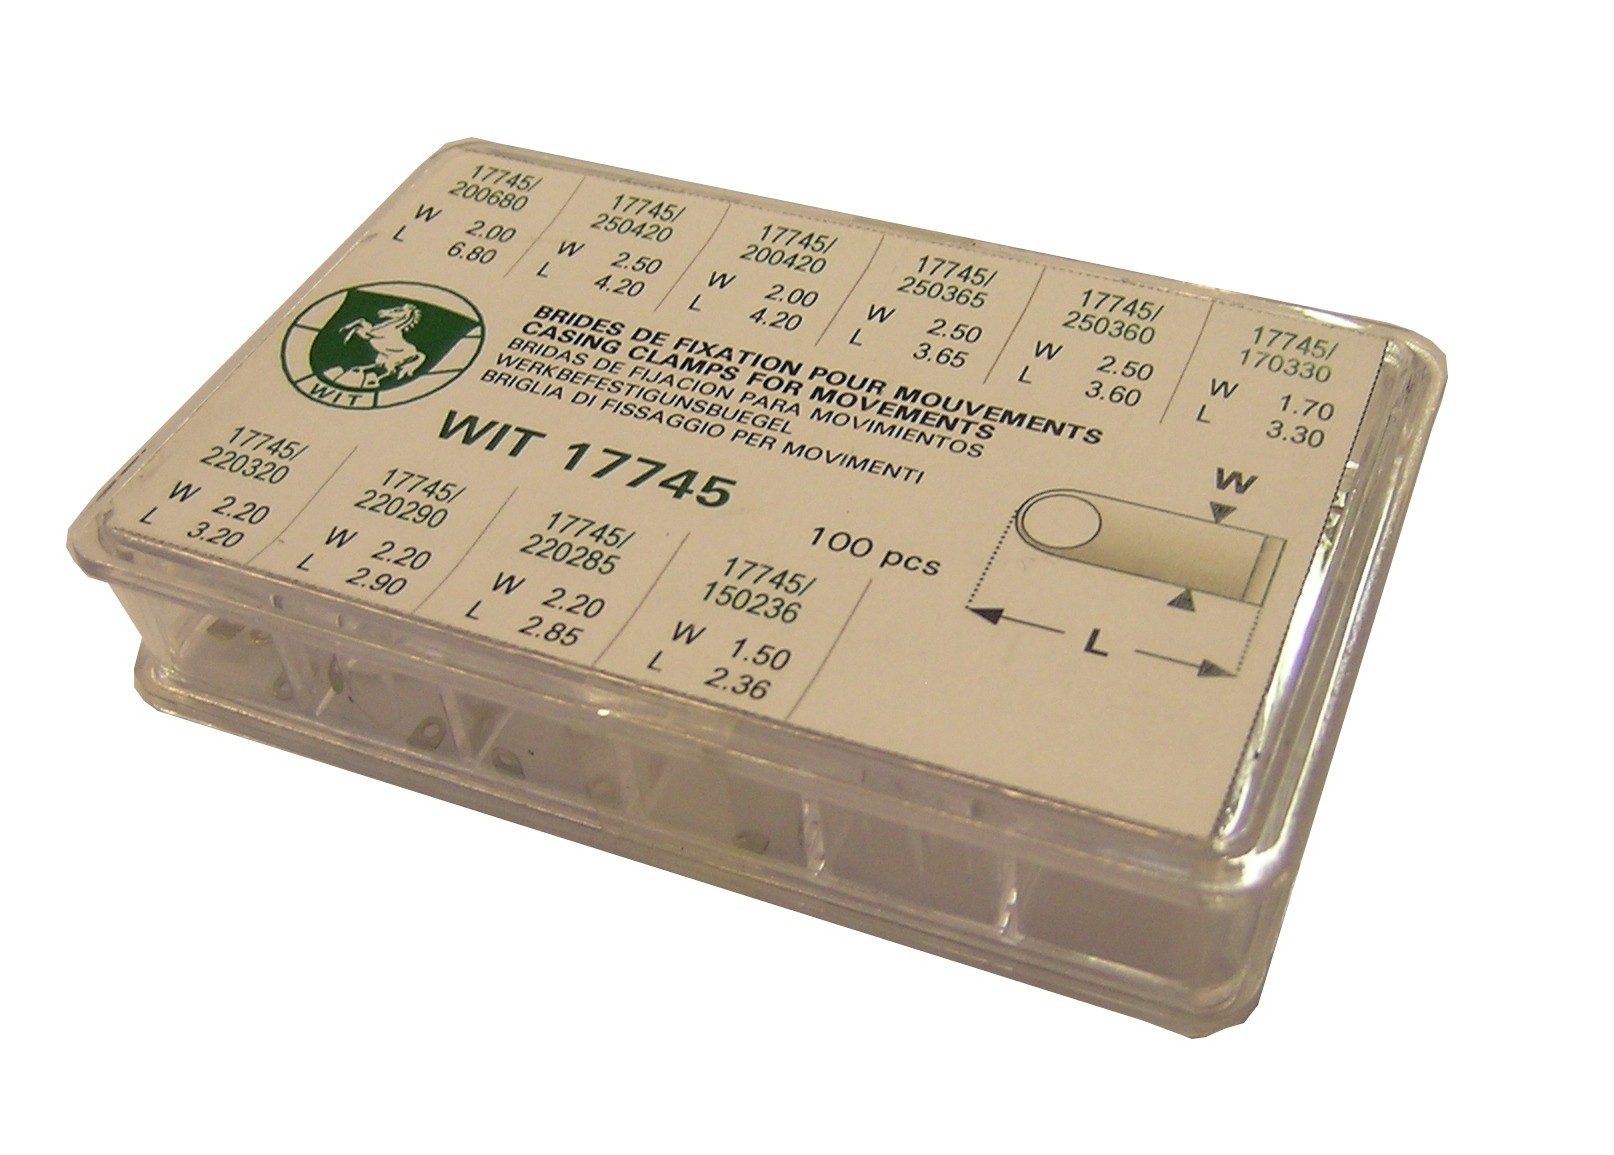 17745/
200680
W 2.00
L 6.80
17745/
250420
W 2.50
L 4.20
17745/
200420
W 2.00
L 4.20
17745/
250365
W 2.50
L 3.65
17745/
250360
W 2.50
L 3.60
17745/
170330
W 1.70
L 3.30
WIT
BRIDES DE FIXATION POUR MOUVEMENTS
CASING CLAMPS FOR MOVEMENTS
BRIDAS DE FIJACION PARA MOVIMIENTOS
WERKBEFESTIGUNSBUEGEL
BRIGLIA DI FISSAGGIO PER MOVIMENTI
WIT 17745
100 pcs
W
L
17745/
220320
W 2.20
L 3.20
17745/
220290
W 2.20
L 2.90
17745/
220285
W 2.20
L 2.85
17745/
150236
W 1.50
L 2.36